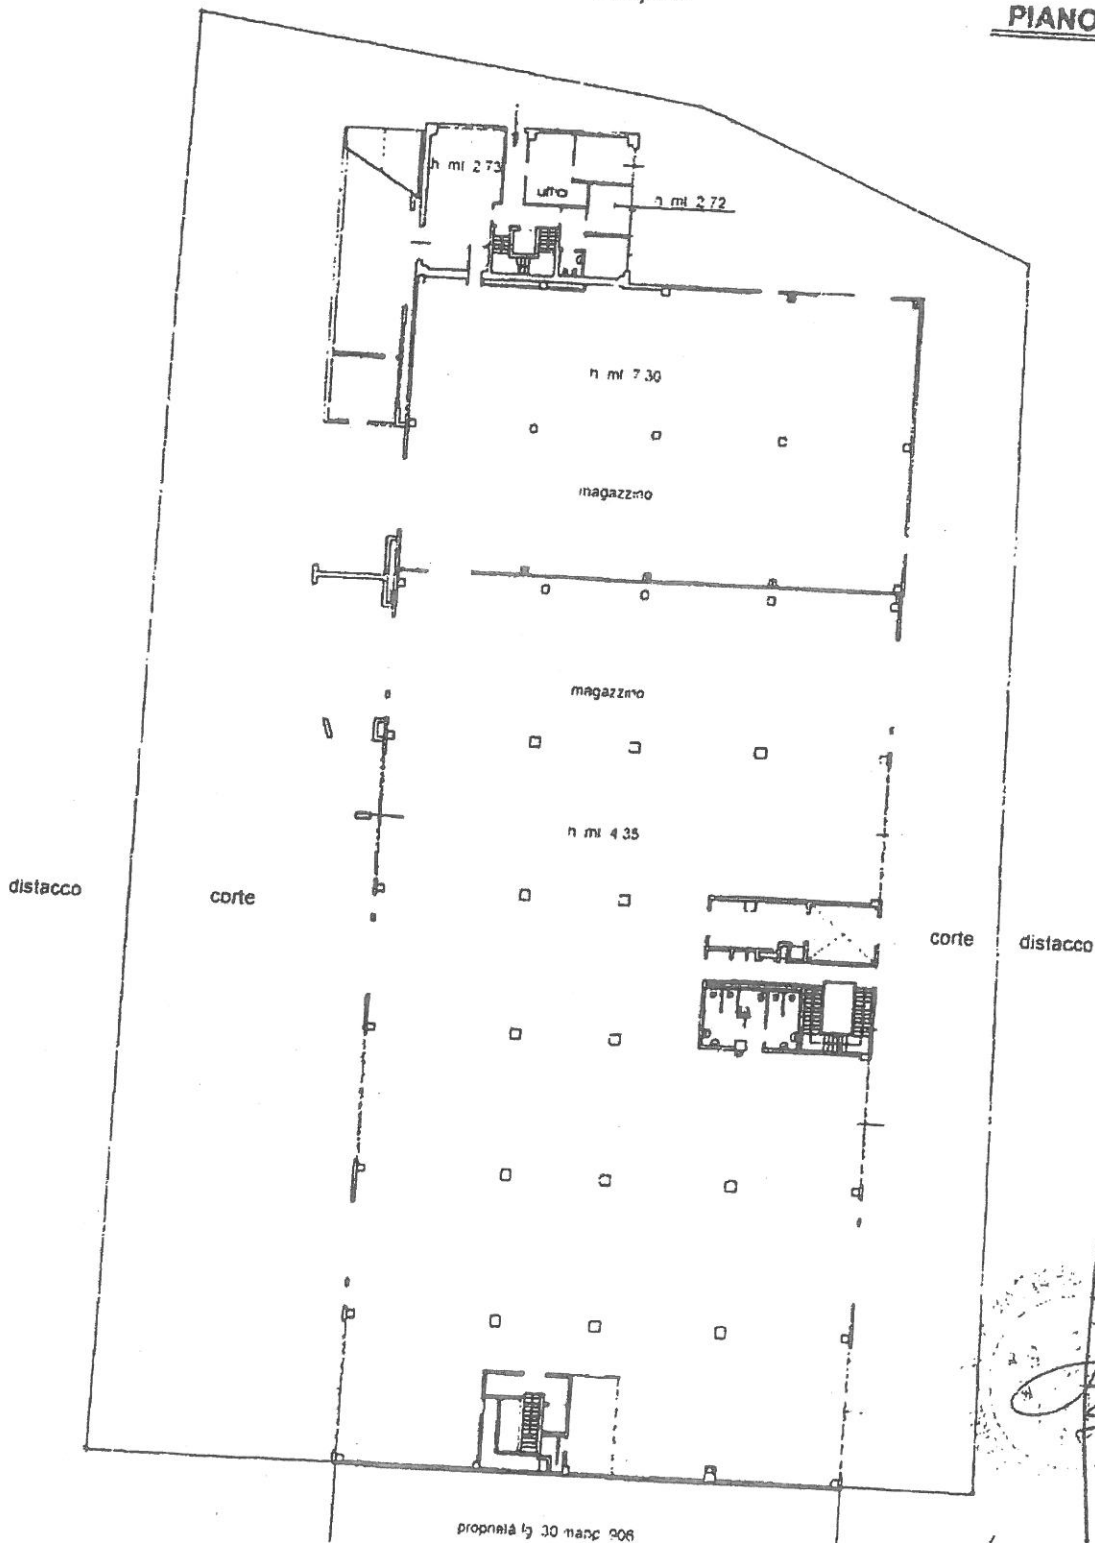 PIANO
h ml 2.73
uffici
h ml 2.72
h ml 7.30
magazzino
magazzino
h ml 4.35
distacco
corte
corte
distacco
proprietà fg 30 mapp 906